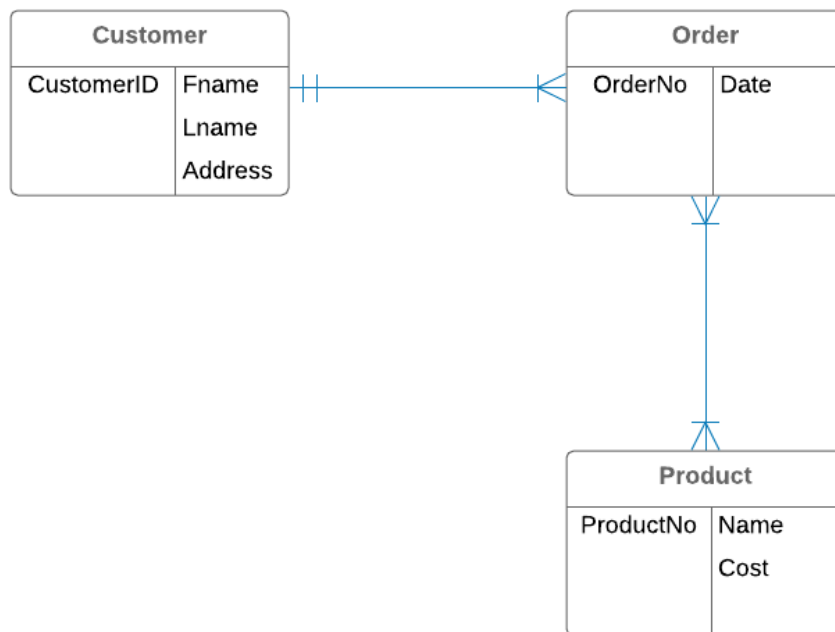 Customer
CustomerID Fname
Lname
Address
Order
OrderNo Date
Product
ProductNo Name
Cost